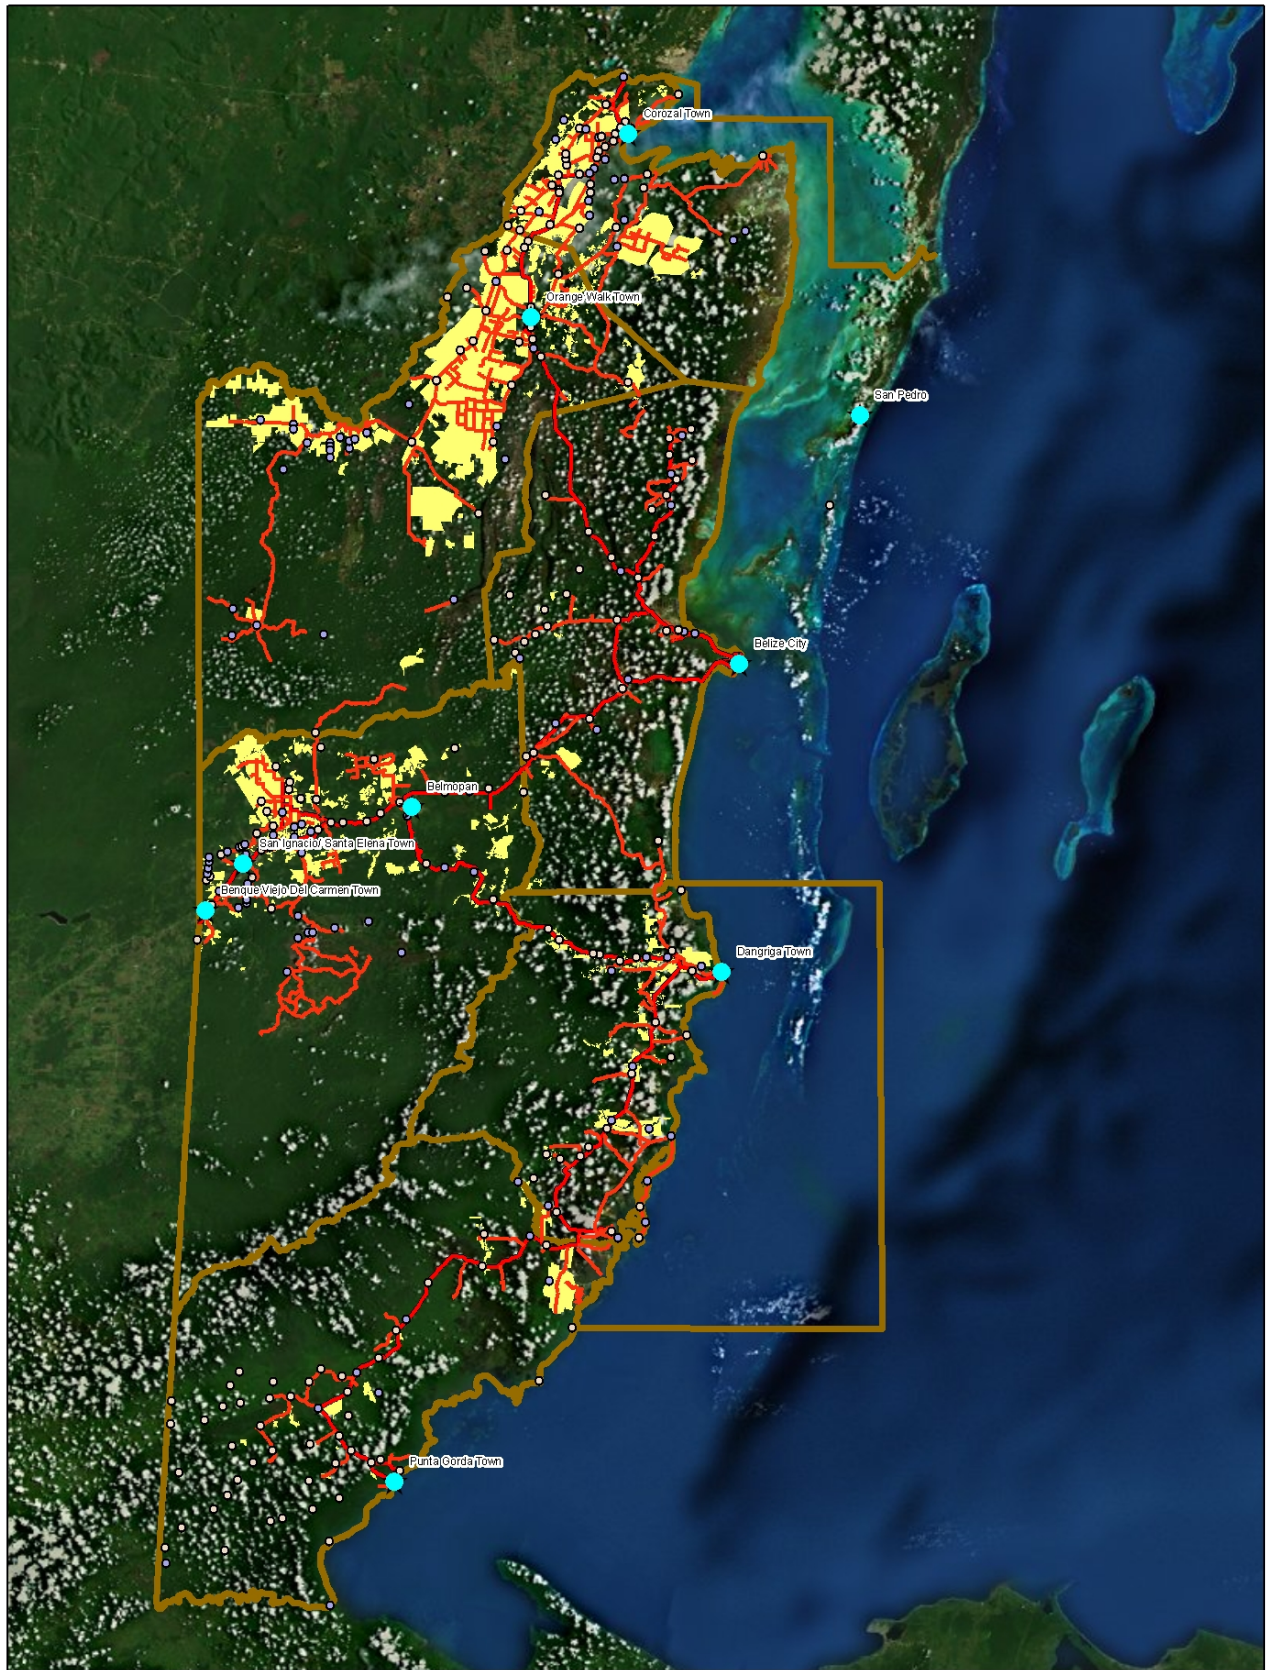 Corozal Town
Orange Walk Town
San Pedro
Belize City
Belmopan
San Ignacio/ Santa Elena Town
Benque Viejo Del Carmen Town
Dangriga Town
Punta Gorda Town